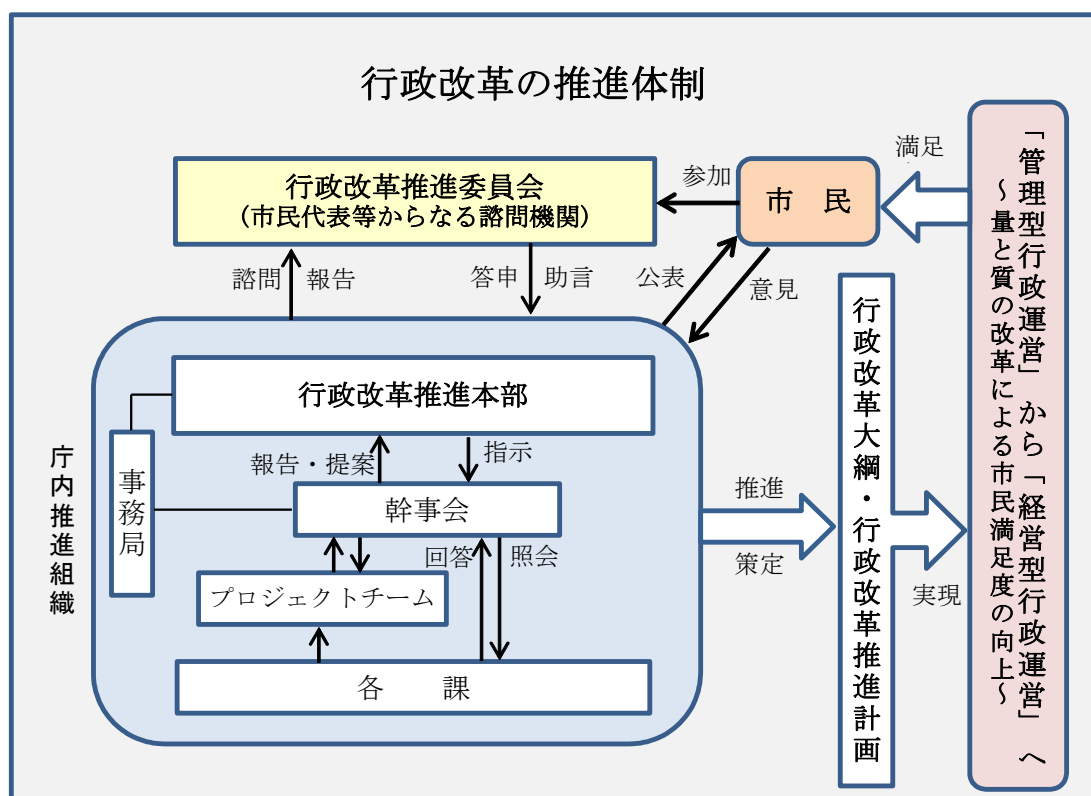 行政改革の推進体制
行政改革推進委員会
（市民代表等からなる諮問機関）
参加
市　民
満足
諮問
報告
答申
助言
公表
意見
行政改革推進本部
報告・提案
指示
事務局
幹事会
回答
照会
プロジェクトチーム
各　　課
庁内推進組織
推進
策定
行政改革大綱・行政改革推進計画
実現
「管理型行政運営」から「経営型行政運営」へ
～量と質の改革による市民満足度の向上～